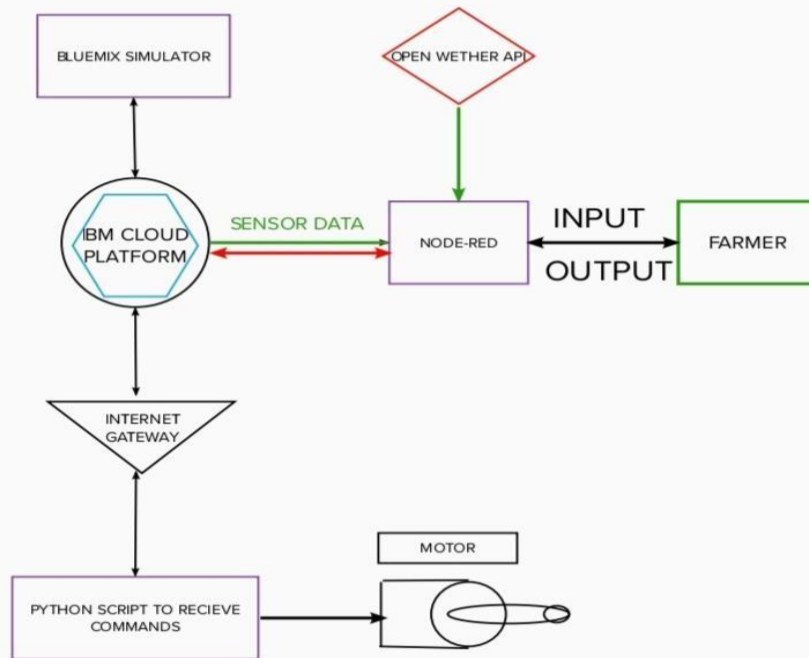 BLUEMIX SIMULATOR
OPEN WETHER API
IBM CLOUD
PLATFORM
SENSOR DATA
NODE-RED
INPUT
OUTPUT
FARMER
INTERNET
GATEWAY
MOTOR
PYTHON SCRIPT TO RECIEVE
COMMANDS